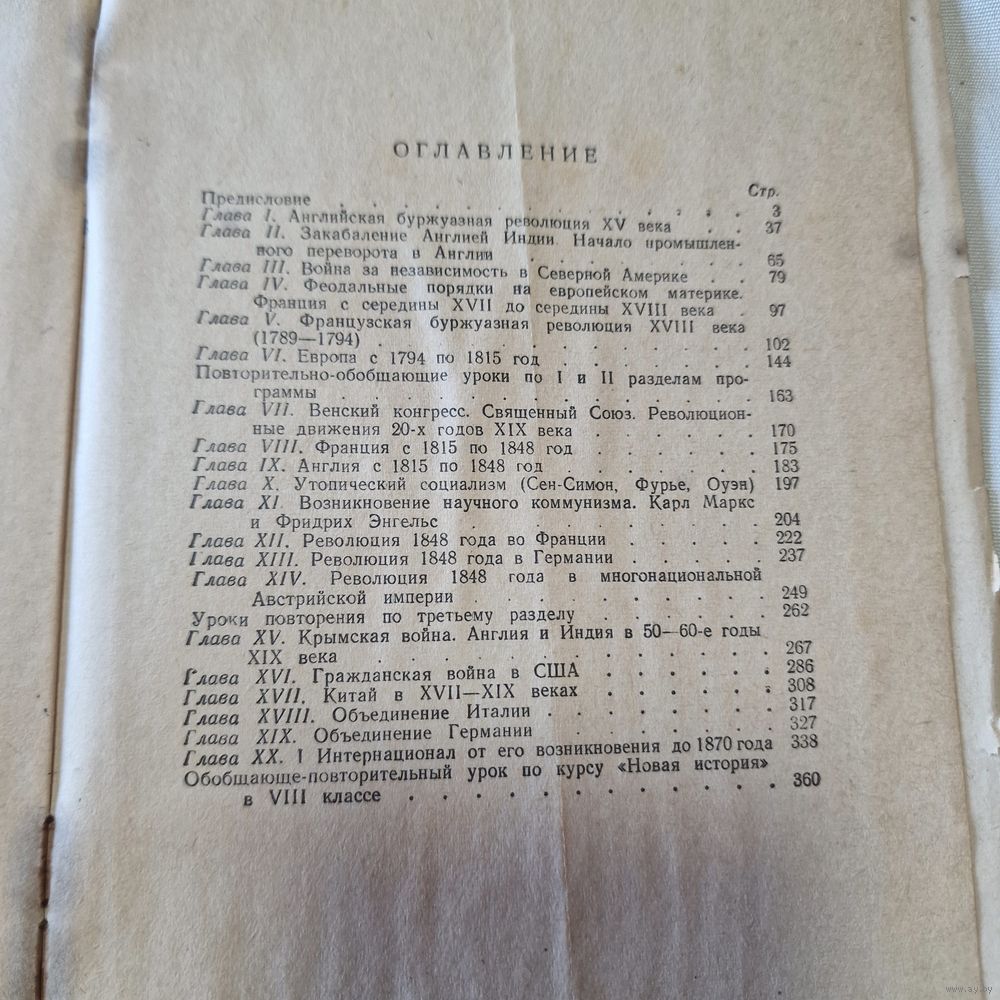 ОГЛАВЛЕНИЕ
Стр.
Предисловие . . . . . . . . . . . 3
Глава I. Английская буржуазная революция XV века . . 37
Глава II. Закабаление Англией Индии. Начало промышлен-
ного переворота в Англии . . . . . . . 65
Глава III. Война за независимость в Северной Америке . . 79
Глава IV. Феодальные порядки на европейском материке.
Франция с середины XVII до середины XVIII века . 97
Глава V. Французская буржуазная революция XVIII века
(1789—1794) . . . . . . . . . . . 102
Глава VI. Европа с 1794 по 1815 год . . . . . . 144
Повторительно-обобщающие уроки по I и II разделам про-
граммы . . . . . . . . . . . . 163
Глава VII. Венский конгресс. Священный Союз. Революцион-
ные движения 20-х годов XIX века . . . . . 170
Глава VIII. Франция с 1815 по 1848 год . . . . . 175
Глава IX. Англия с 1815 по 1848 год . . . . . . 183
Глава X. Утопический социализм (Сен-Симон, Фурье, Оуэн) 197
Глава XI. Возникновение научного коммунизма. Карл Маркс
и Фридрих Энгельс . . . . . . . . 204
Глава XII. Революция 1848 года во Франции . . . . 222
Глава XIII. Революция 1848 года в Германии . . . . 237
Глава XIV. Революция 1848 года в многонациональной
Австрийской империи . . . . . . . . 249
Уроки повторения по третьему разделу . . . . . 262
Глава XV. Крымская война. Англия и Индия в 50—60-е годы
XIX века . . . . . . . . . . . 267
Глава XVI. Гражданская война в США . . . . . 286
Глава XVII. Китай в XVII—XIX веках . . . . . . 308
Глава XVIII. Объединение Италии . . . . . . . 317
Глава XIX. Объединение Германии . . . . . . 327
Глава XX. I Интернационал от его возникновения до 1870 года 338
Обобщающе-повторительный урок по курсу «Новая история»
в VIII классе . . . . . . . . . . . 360
www.ay.by